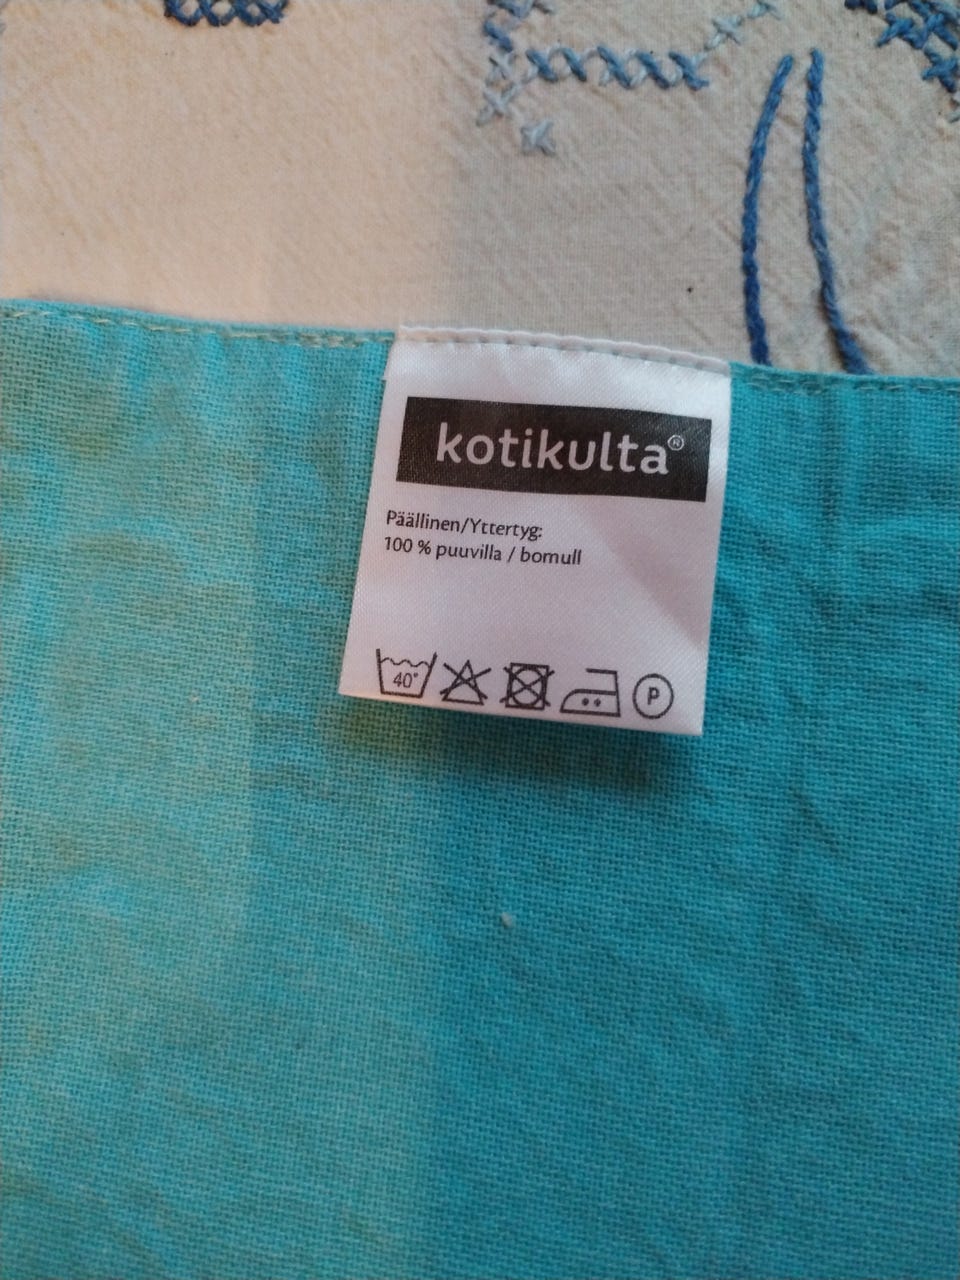 kotikulta®
Päällinen/Yttertyg:
100 % puuvilla / bomull
40°
P